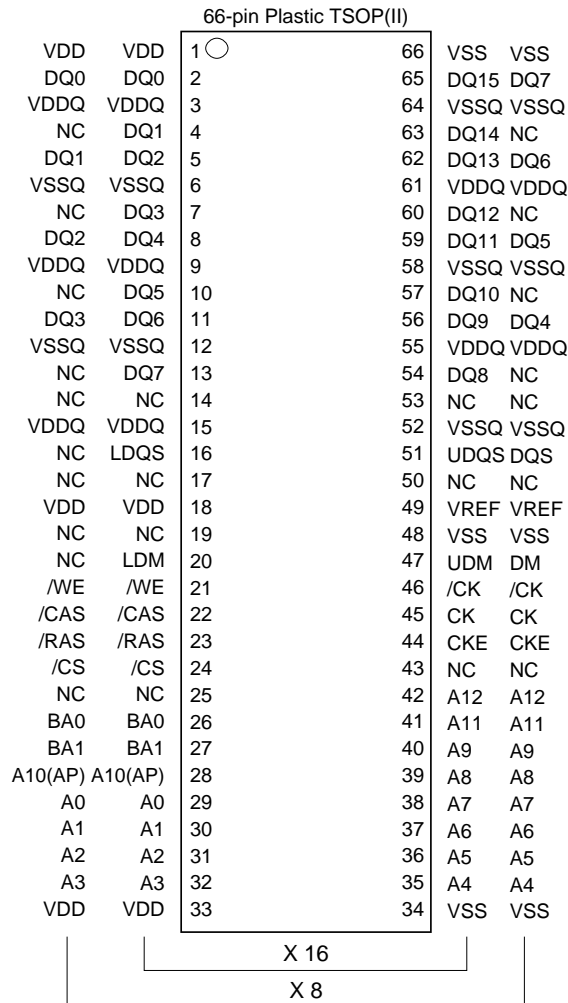 66-pin Plastic TSOP(II)
VDD VDD 1 66 VSS VSS
DQ0 DQ0 2 65 DQ15 DQ7
VDDQ VDDQ 3 64 VSSQ VSSQ
NC DQ1 4 63 DQ14 NC
DQ1 DQ2 5 62 DQ13 DQ6
VSSQ VSSQ 6 61 VDDQ VDDQ
NC DQ3 7 60 DQ12 NC
DQ2 DQ4 8 59 DQ11 DQ5
VDDQ VDDQ 9 58 VSSQ VSSQ
NC DQ5 10 57 DQ10 NC
DQ3 DQ6 11 56 DQ9 DQ4
VSSQ VSSQ 12 55 VDDQ VDDQ
NC DQ7 13 54 DQ8 NC
NC NC 14 53 NC NC
VDDQ VDDQ 15 52 VSSQ VSSQ
NC LDQS 16 51 UDQS DQS
NC NC 17 50 NC NC
VDD VDD 18 49 VREF VREF
NC NC 19 48 VSS VSS
NC LDM 20 47 UDM DM
/WE /WE 21 46 /CK /CK
/CAS /CAS 22 45 CK CK
/RAS /RAS 23 44 CKE CKE
/CS /CS 24 43 NC NC
NC NC 25 42 A12 A12
BA0 BA0 26 41 A11 A11
BA1 BA1 27 40 A9 A9
A10(AP) A10(AP) 28 39 A8 A8
A0 A0 29 38 A7 A7
A1 A1 30 37 A6 A6
A2 A2 31 36 A5 A5
A3 A3 32 35 A4 A4
VDD VDD 33 34 VSS VSS
X 16
X 8